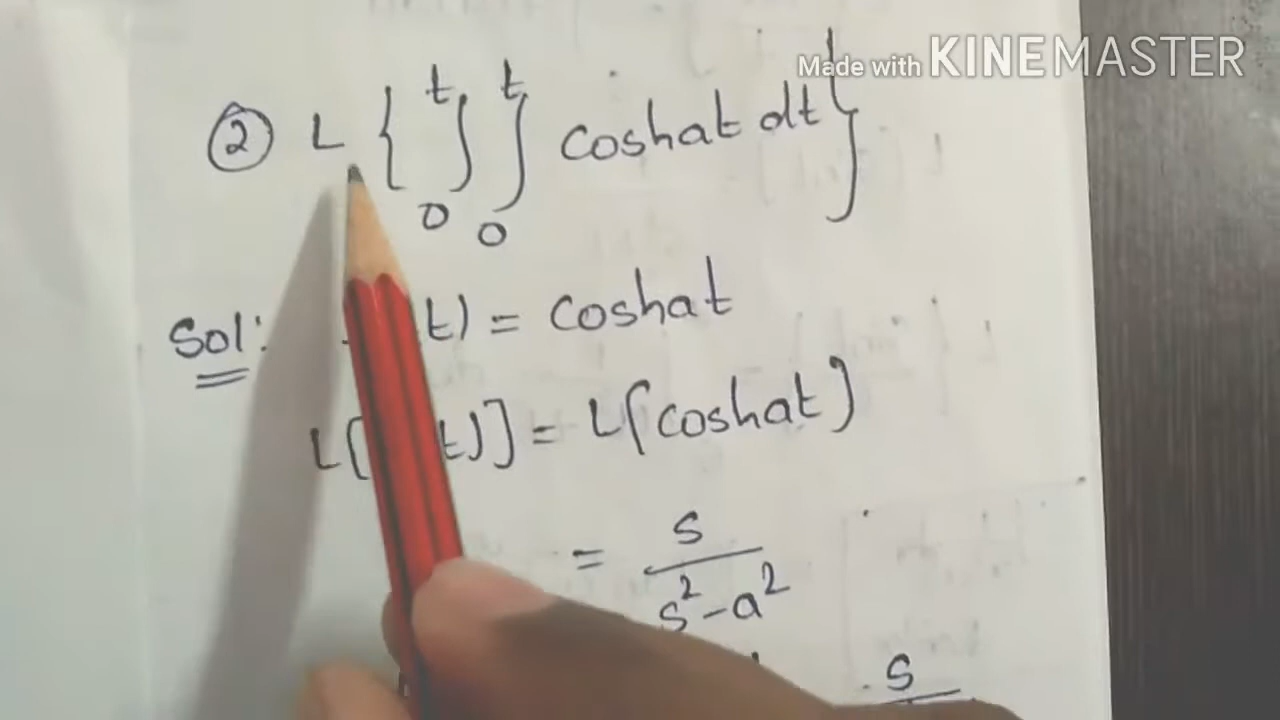 Made with KINEMASTER
② L { ∫₀ᵗ ∫₀ᵗ coshat dt }
Sol: t) = coshat
L[ t)] = L[coshat]
= s / s² - a²
s